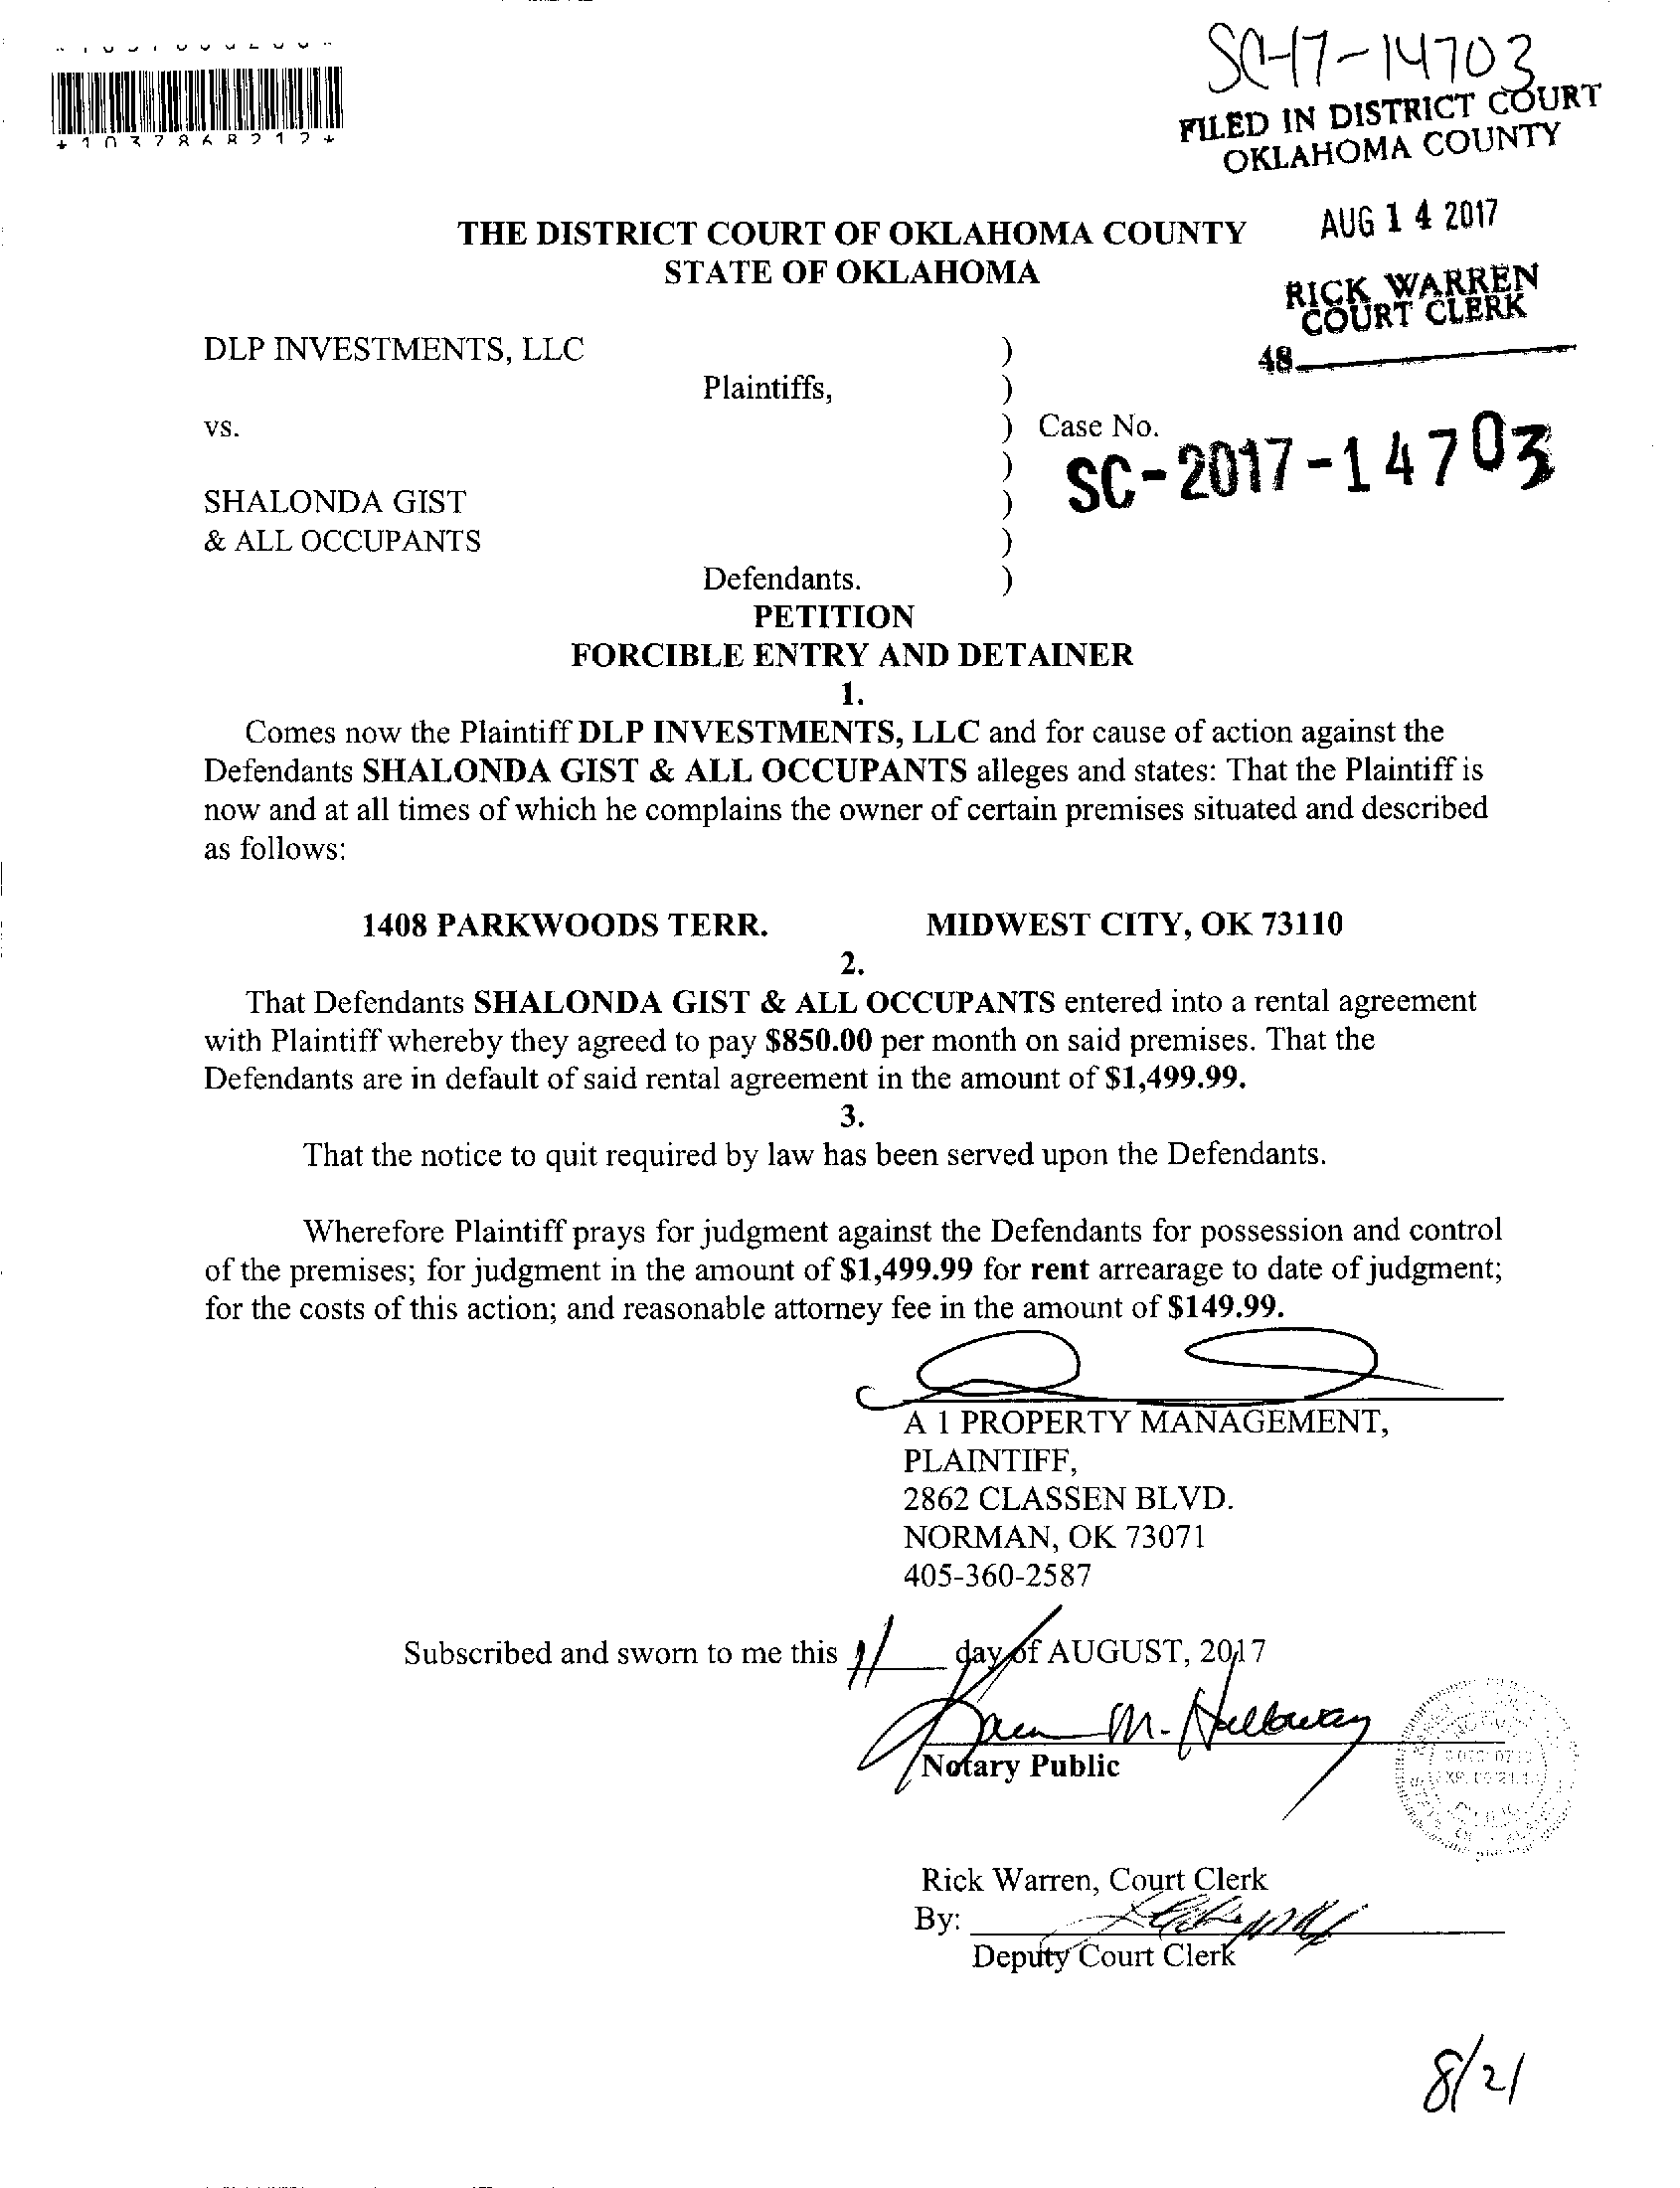 SC-17-14703
FILED IN DISTRICT COURT
OKLAHOMA COUNTY
*1037868212*
AUG 14 2017
THE DISTRICT COURT OF OKLAHOMA COUNTY
STATE OF OKLAHOMA
RICK WARREN
COURT CLERK
48
DLP INVESTMENTS, LLC )
Plaintiffs, )
vs. ) Case No.
) SC-2017-14703
SHALONDA GIST )
& ALL OCCUPANTS )
Defendants. )
PETITION
FORCIBLE ENTRY AND DETAINER
1.
Comes now the Plaintiff DLP INVESTMENTS, LLC and for cause of action against the
Defendants SHALONDA GIST & ALL OCCUPANTS alleges and states: That the Plaintiff is
now and at all times of which he complains the owner of certain premises situated and described
as follows:
1408 PARKWOODS TERR. MIDWEST CITY, OK 73110
2.
That Defendants SHALONDA GIST & ALL OCCUPANTS entered into a rental agreement
with Plaintiff whereby they agreed to pay $850.00 per month on said premises. That the
Defendants are in default of said rental agreement in the amount of $1,499.99.
3.
That the notice to quit required by law has been served upon the Defendants.
Wherefore Plaintiff prays for judgment against the Defendants for possession and control
of the premises; for judgment in the amount of $1,499.99 for rent arrearage to date of judgment;
for the costs of this action; and reasonable attorney fee in the amount of $149.99.
A 1 PROPERTY MANAGEMENT,
PLAINTIFF,
2862 CLASSEN BLVD.
NORMAN, OK 73071
405-360-2587
Subscribed and sworn to me this 11 day of AUGUST, 2017
Karen M. Holloway
Notary Public
Rick Warren, Court Clerk
By:
Deputy Court Clerk
8/21